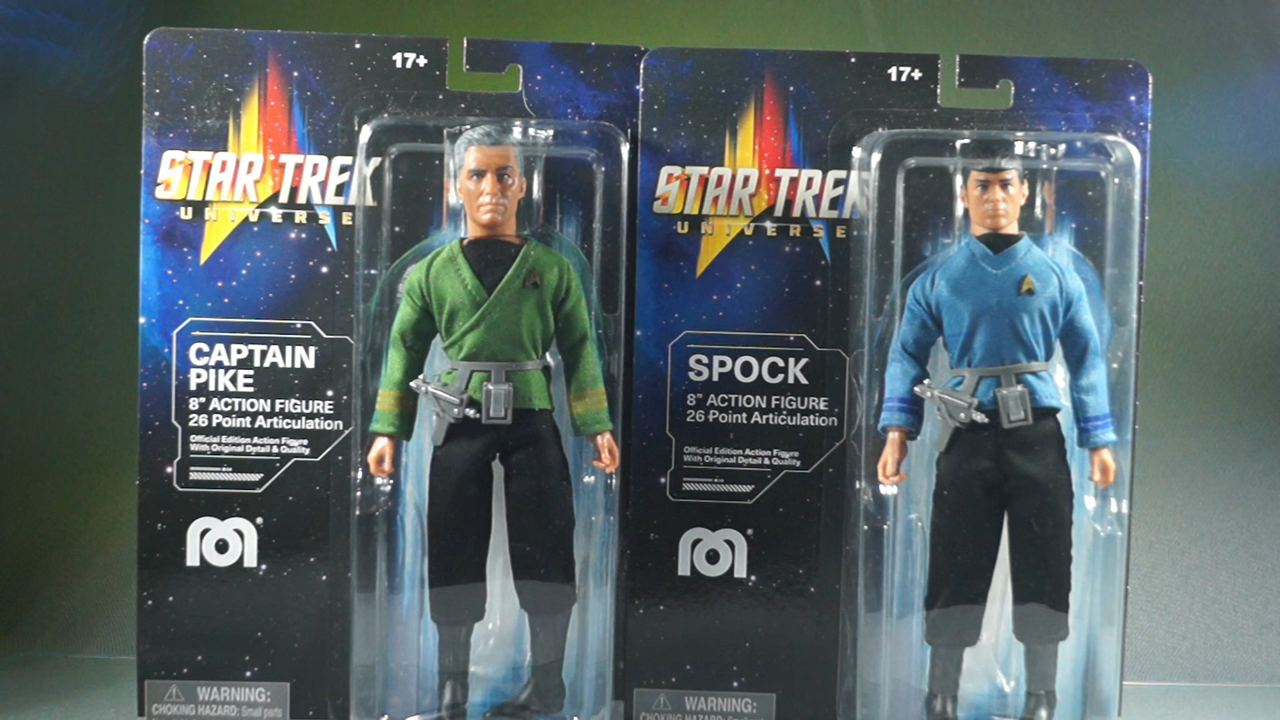 17+
STAR TREK
UNIVERSE
CAPTAIN
PIKE
8" ACTION FIGURE
26 Point Articulation
Official Edition Action Figure
With Original Detail & Quality
WARNING:
CHOKING HAZARD: Small parts
17+
STAR TREK
UNIVERSE
SPOCK
8" ACTION FIGURE
26 Point Articulation
Official Edition Action Figure
With Original Detail & Quality
WARNING:
CHOKING HAZARD: